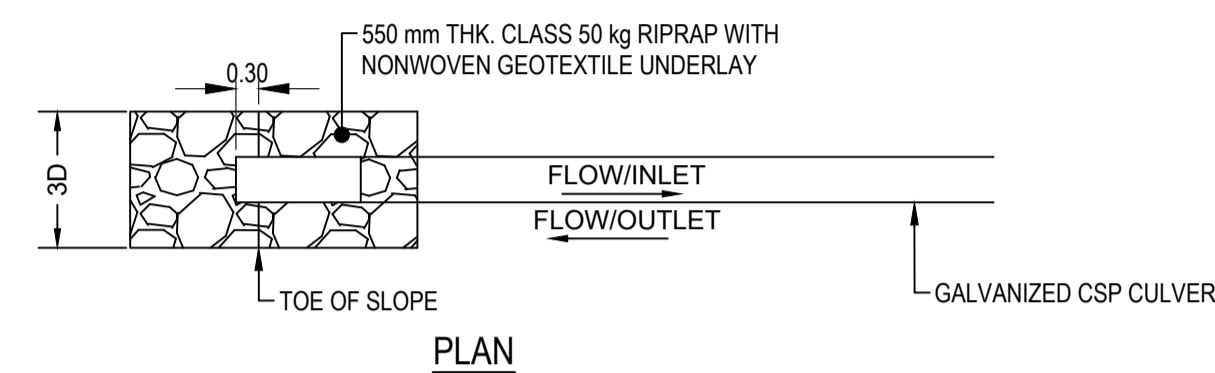 550 mm THK. CLASS 50 kg RIPRAP WITH
NONWOVEN GEOTEXTILE UNDERLAY
0.30
3D
FLOW/INLET
FLOW/OUTLET
TOE OF SLOPE
GALVANIZED CSP CULVER
PLAN